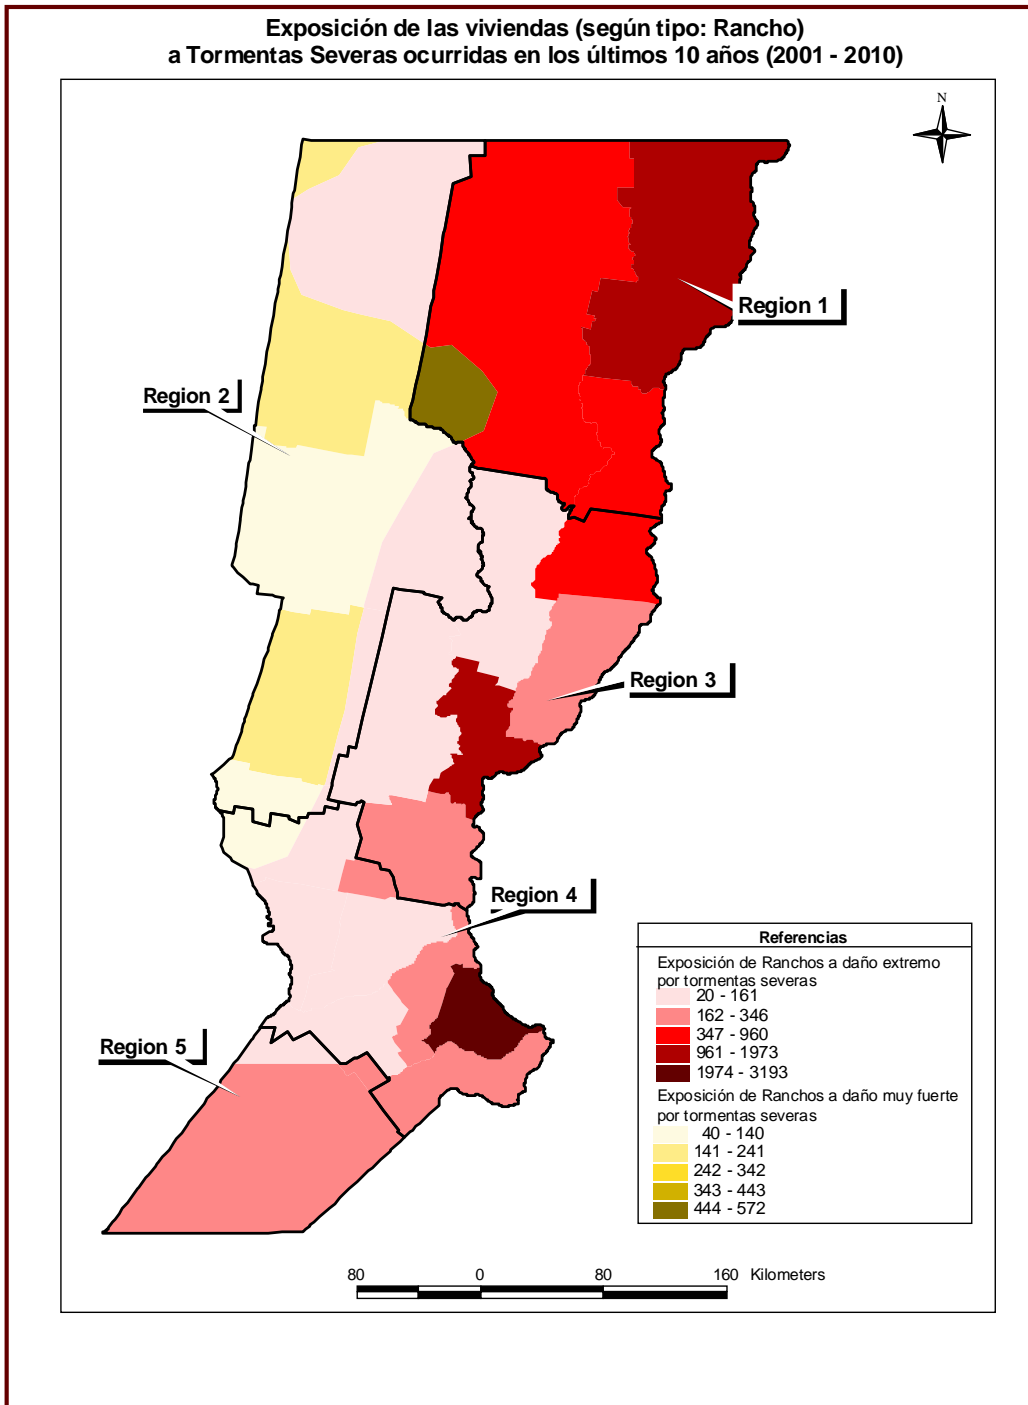 Exposición de las viviendas (según tipo: Rancho)
a Tormentas Severas ocurridas en los últimos 10 años (2001 - 2010)
N
Region 1
Region 2
Region 3
Region 4
Region 5
Referencias
Exposición de Ranchos a daño extremo
por tormentas severas
20 - 161
162 - 346
347 - 960
961 - 1973
1974 - 3193
Exposición de Ranchos a daño muy fuerte
por tormentas severas
40 - 140
141 - 241
242 - 342
343 - 443
444 - 572
80 0 80 160 Kilometers